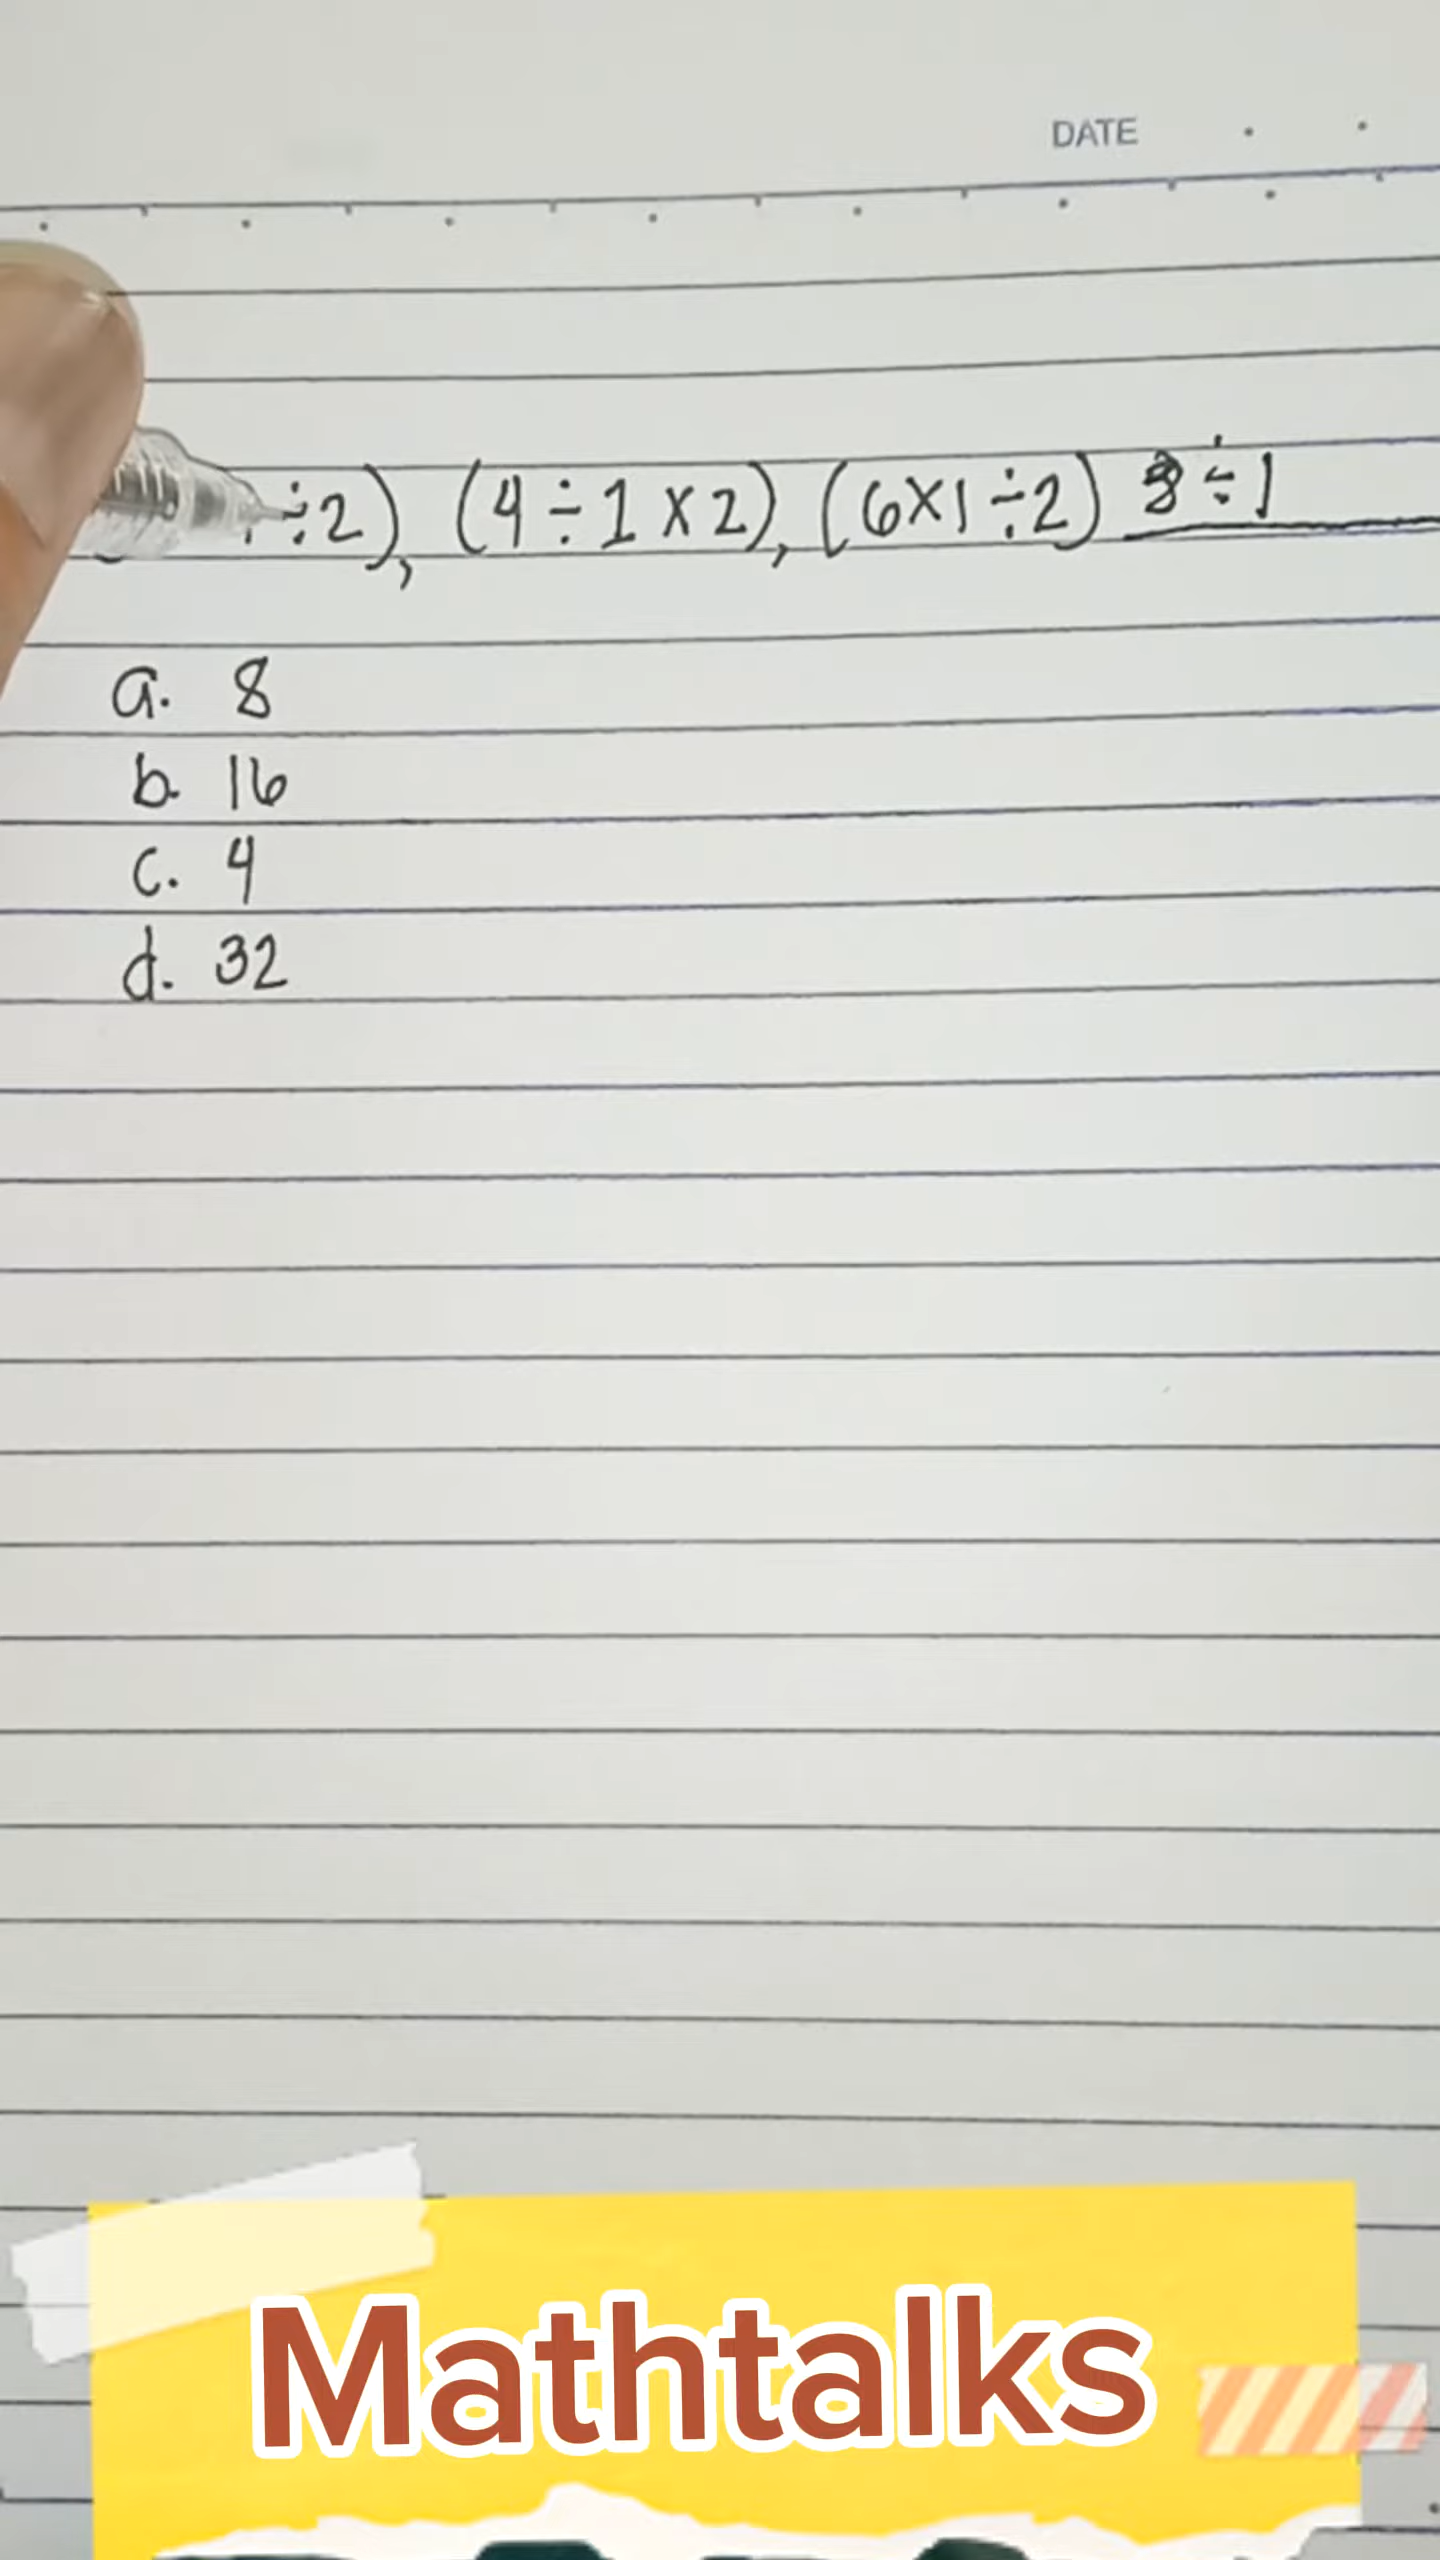 DATE
÷2), (4÷1×2), (6×1÷2) 8÷1
a. 8
b. 16
c. 4
d. 32
Mathtalks